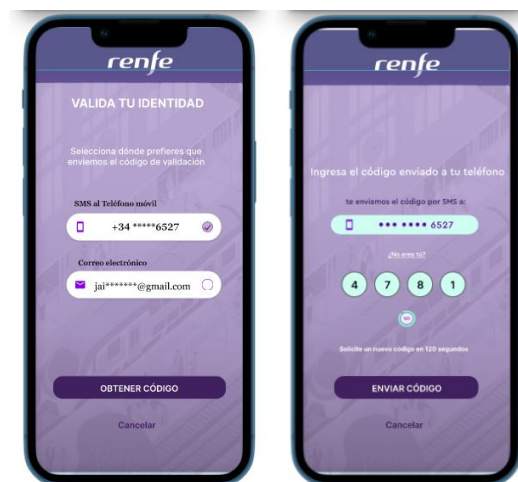 renfe
VALIDA TU IDENTIDAD
Selecciona dónde prefieres que
enviemos el código de validación
SMS al Teléfono móvil
+34 *****6527
Correo electrónico
jai*******@gmail.com
OBTENER CÓDIGO
Cancelar
renfe
Ingresa el código enviado a tu teléfono
te enviamos el código por SMS a:
••• •••• 6527
¿No eres tú?
4 7 8 1
Solicite un nuevo código en 120 segundos
ENVIAR CÓDIGO
Cancelar